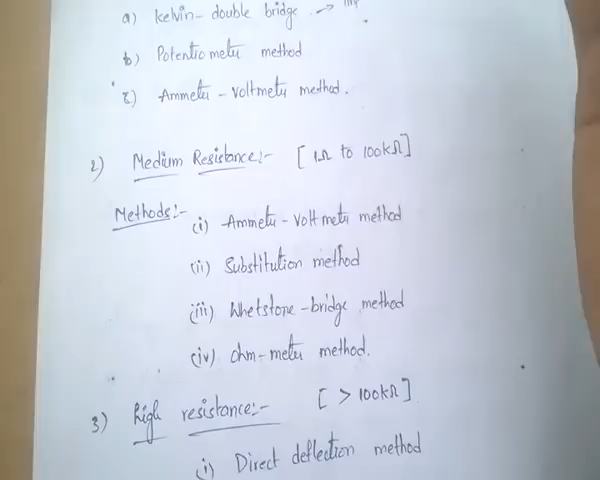 a) Kelvin - double bridge →
b) Potentiometer method
c) Ammeter - voltmeter method.
2) Medium Resistance:- [1Ω to 100kΩ]
Methods:-
(i) Ammeter - voltmeter method
(ii) Substitution method
(iii) Whetstone - bridge method
(iv) ohm - meter method.
3) High resistance:- [> 100kΩ]
(i) Direct deflection method